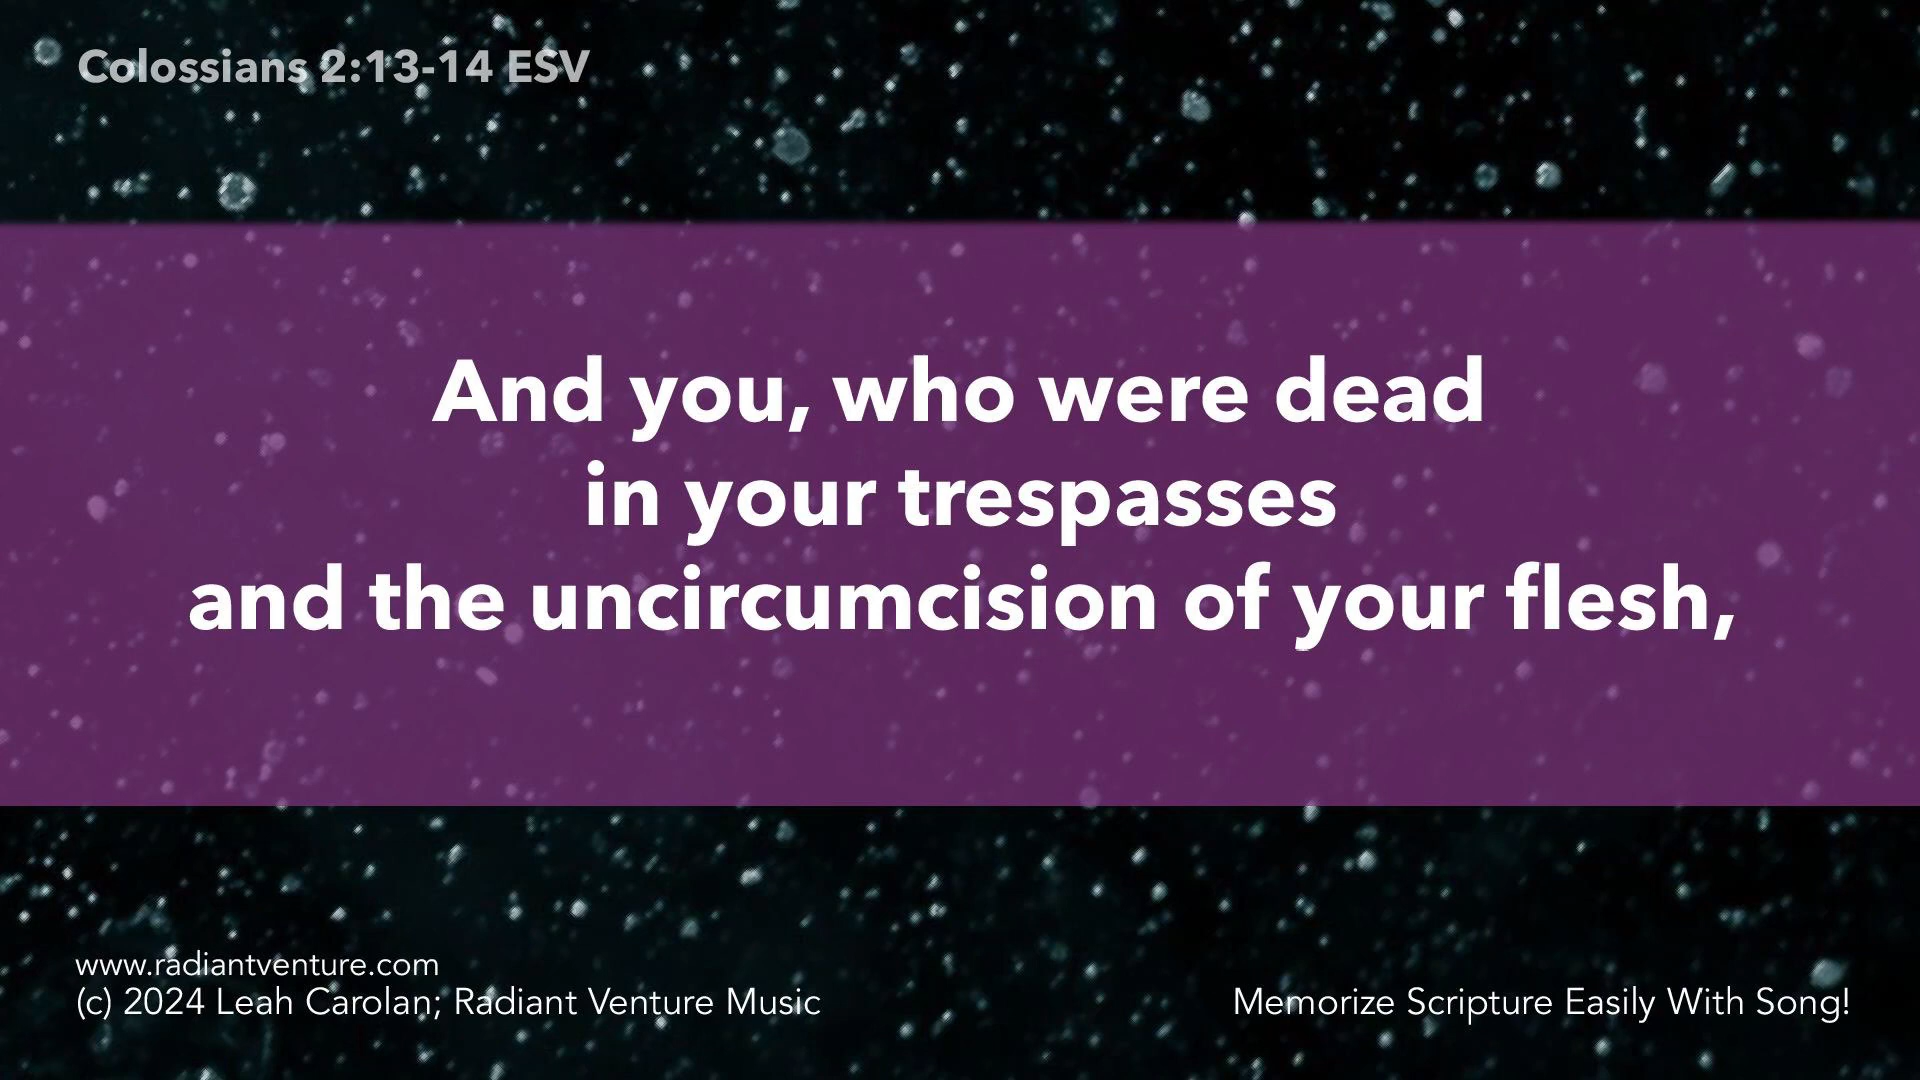 Colossians 2:13-14 ESV
And you, who were dead
in your trespasses
and the uncircumcision of your flesh,
www.radiantventure.com
(c) 2024 Leah Carolan; Radiant Venture Music
Memorize Scripture Easily With Song!